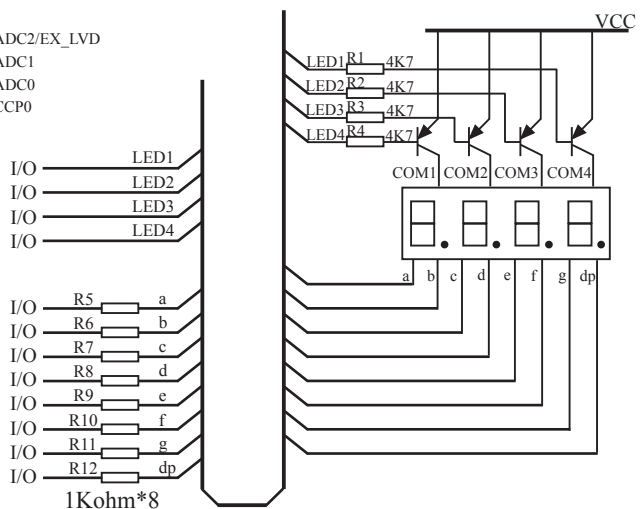 ADC2/EX_LVD
ADC1
ADC0
CCP0
VCC
LED1 R1 4K7
LED2 R2 4K7
LED3 R3 4K7
LED4 R4 4K7
COM1 COM2 COM3 COM4
I/O LED1
I/O LED2
I/O LED3
I/O LED4
a b c d e f g dp
I/O R5 a
I/O R6 b
I/O R7 c
I/O R8 d
I/O R9 e
I/O R10 f
I/O R11 g
I/O R12 dp
1Kohm*8